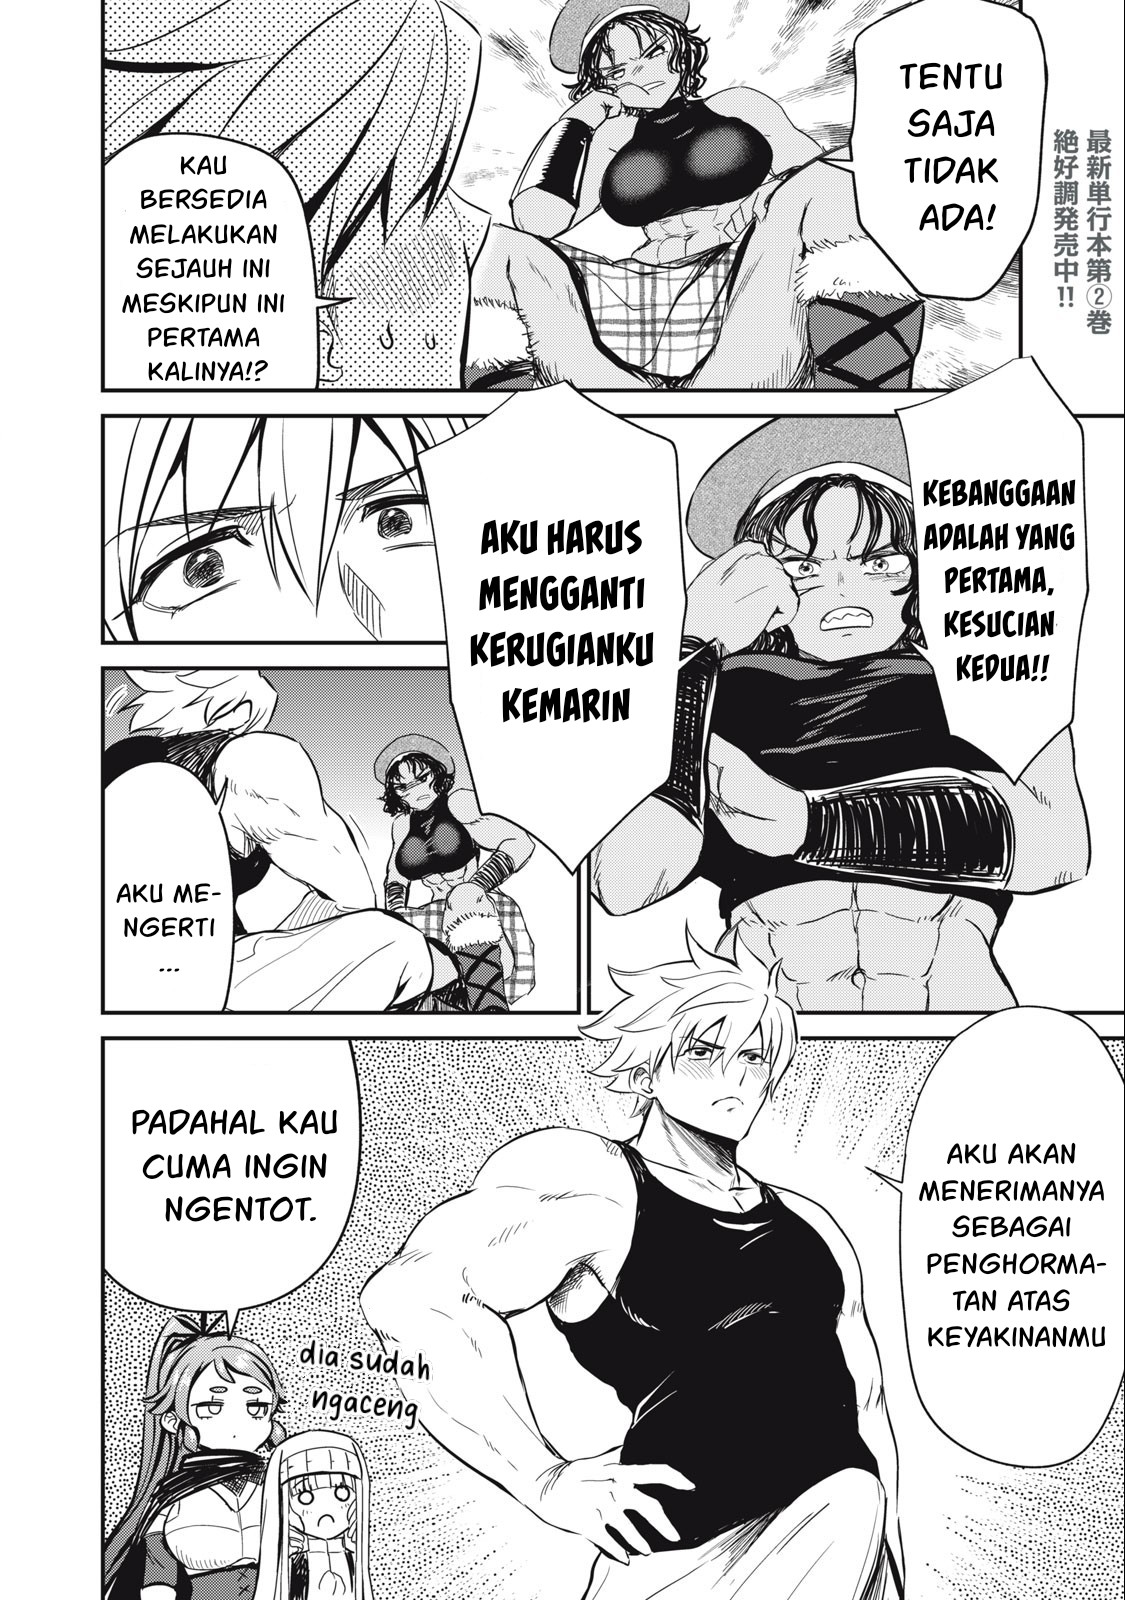 最新単行本第②巻
絶好調発売中!!
TENTU
SAJA
TIDAK
ADA!
KAU
BERSEDIA
MELAKUKAN
SEJAUH INI
MESKIPUN INI
PERTAMA
KALINYA!?
KEBANGGAAN
ADALAH YANG
PERTAMA,
KESUCIAN
KEDUA!!
AKU HARUS
MENGGANTI
KERUGIANKU
KEMARIN
AKU ME-
NGERTI
...
AKU AKAN
MENERIMANYA
SEBAGAI
PENGHORMA-
TAN ATAS
KEYAKINANMU
PADAHAL KAU
CUMA INGIN
NGENTOT.
dia sudah
ngaceng